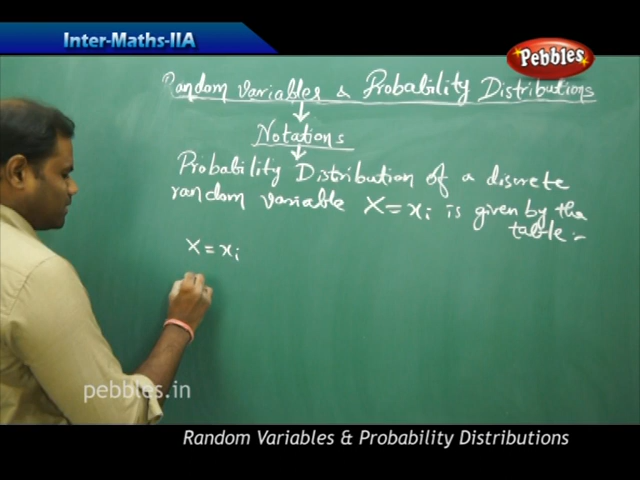 Inter-Maths-IIA
Pebbles
Random Variables & Probability Distributions
Notations
Probability Distribution of a discrete
random variable X = xi is given by the
table :-
X = xi
pebbles.in
Random Variables & Probability Distributions